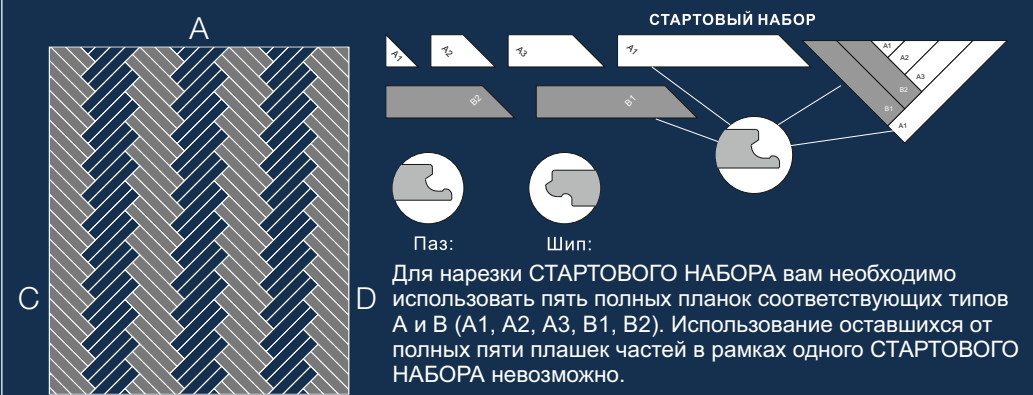 СТАРТОВЫЙ НАБОР
A
A1
A2
A3
A1
A1
A2
A3
B2
B1
A1
B2
B1
Паз:
Шип:
C
D
Для нарезки СТАРТОВОГО НАБОРА вам необходимо
использовать пять полных планок соответствующих типов
А и В (А1, А2, А3, В1, В2). Использование оставшихся от
полных пяти плашек частей в рамках одного СТАРТОВОГО
НАБОРА невозможно.